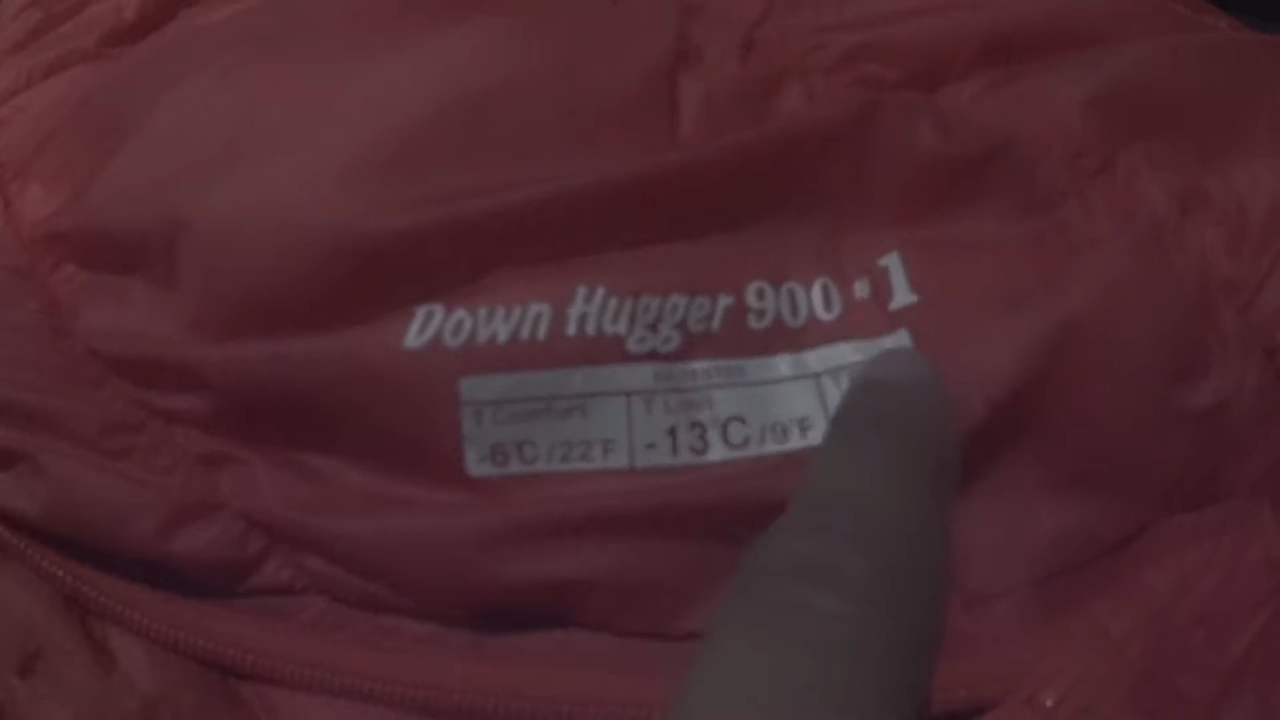 Down Hugger 900 #1
T Comfort T Limit
-6℃/22℉ -13℃/9℉